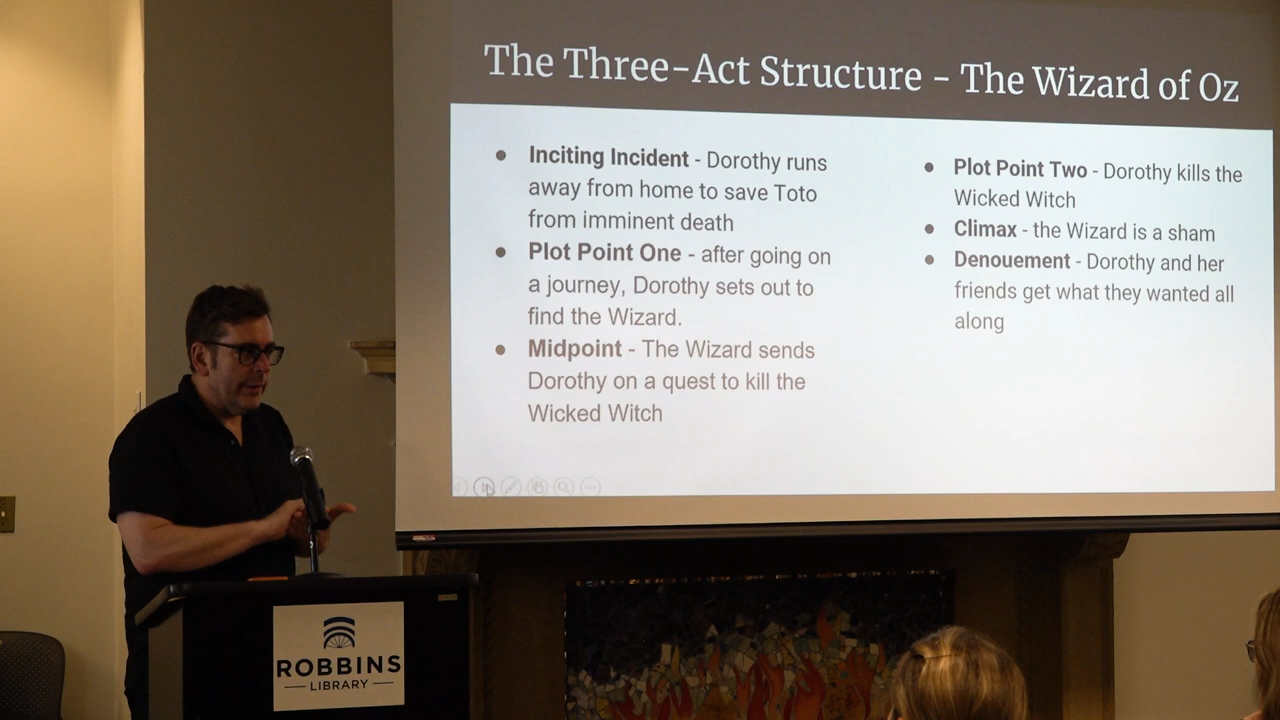 The Three-Act Structure - The Wizard of Oz
● Inciting Incident - Dorothy runs
away from home to save Toto
from imminent death
● Plot Point One - after going on
a journey, Dorothy sets out to
find the Wizard.
● Midpoint - The Wizard sends
Dorothy on a quest to kill the
Wicked Witch
● Plot Point Two - Dorothy kills the
Wicked Witch
● Climax - the Wizard is a sham
● Denouement - Dorothy and her
friends get what they wanted all
along
ROBBINS
LIBRARY